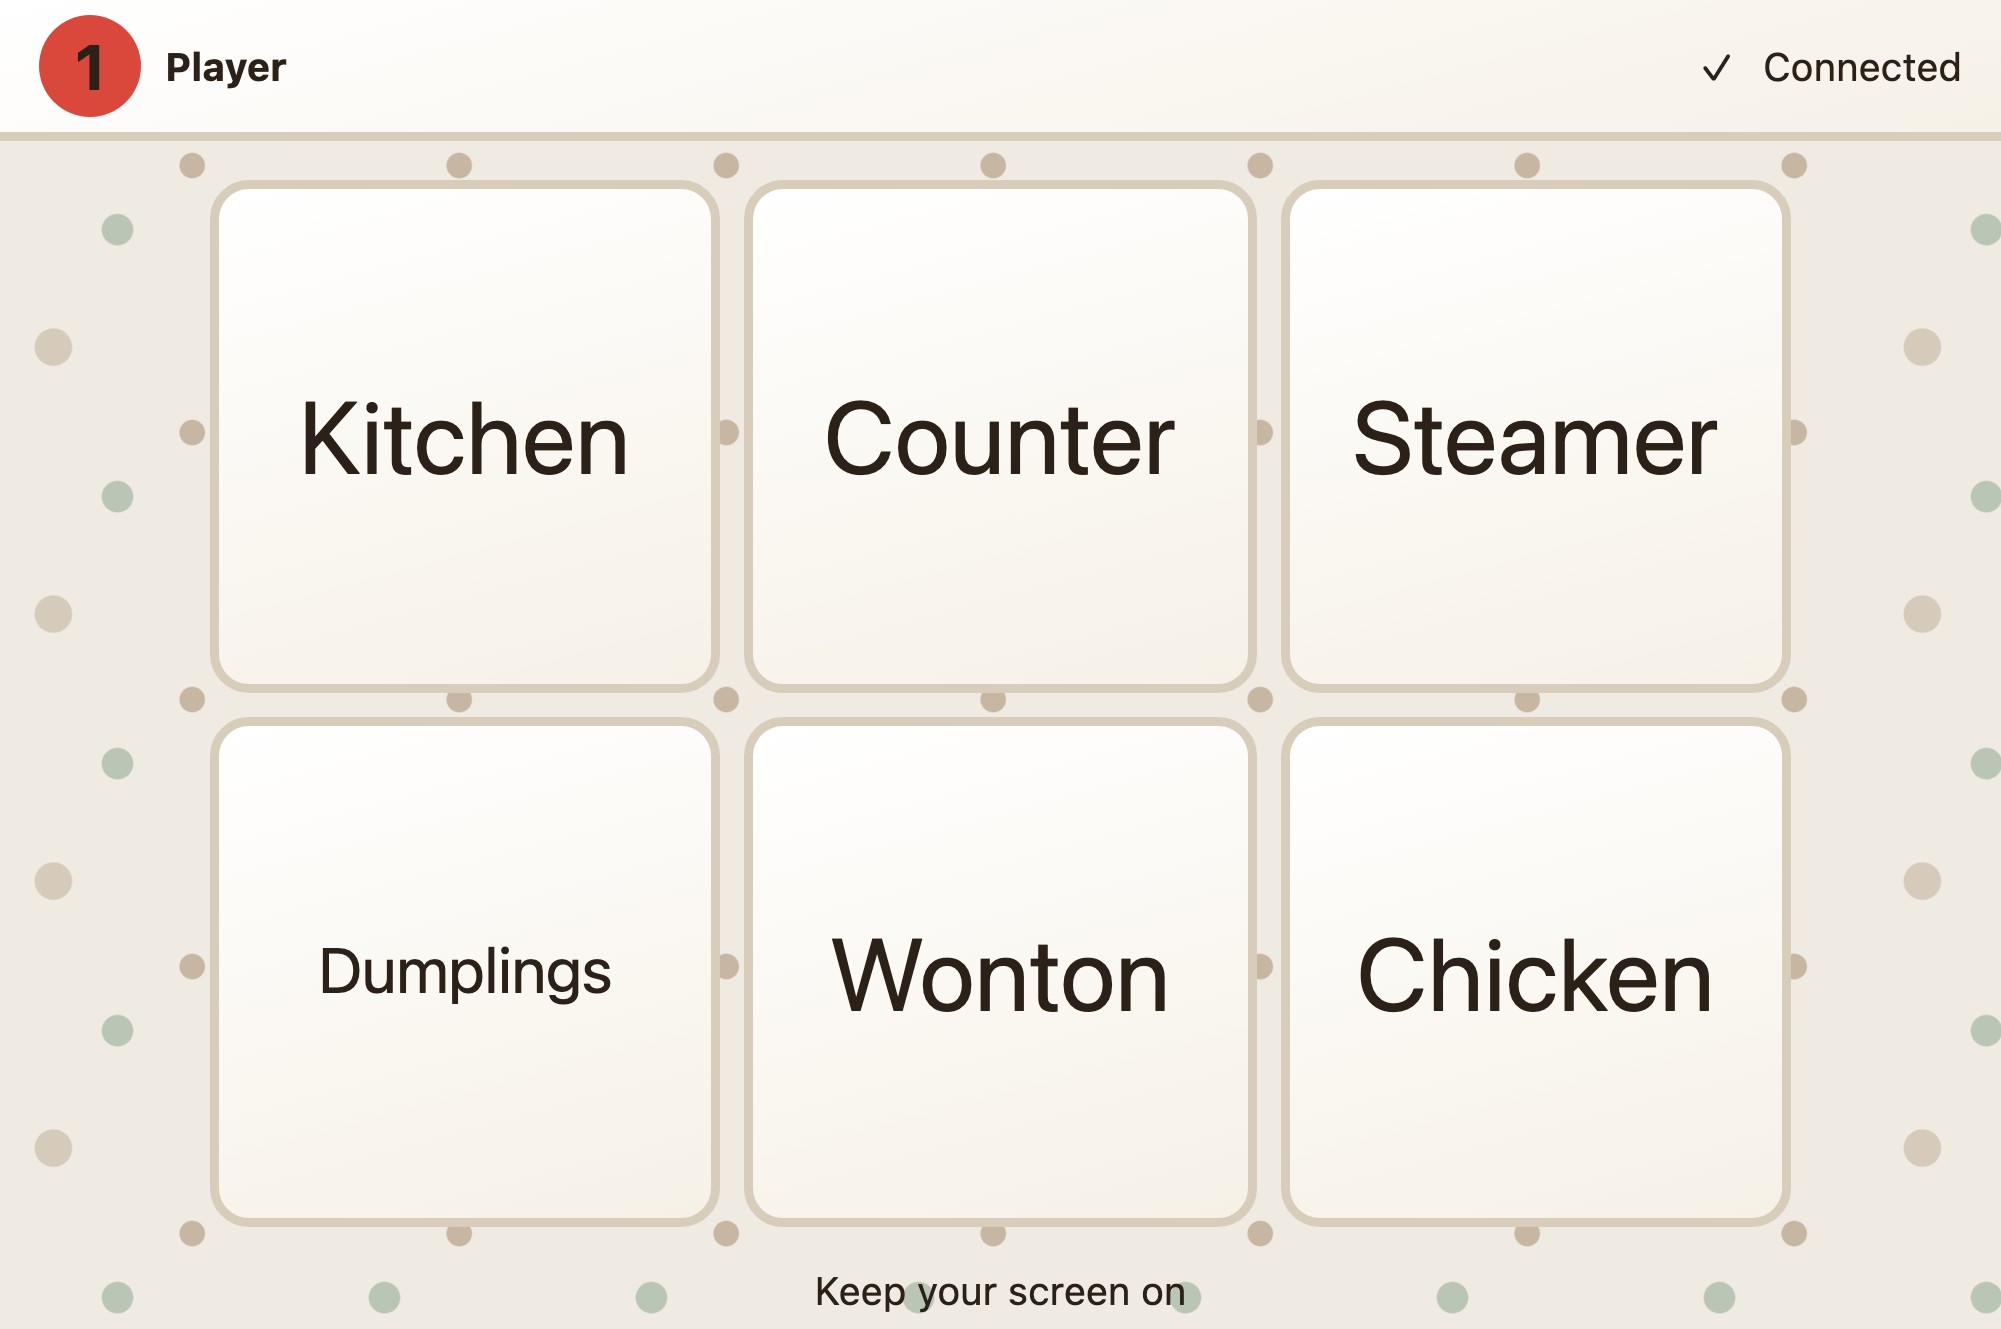 1 Player
✓ Connected
Kitchen
Counter
Steamer
Dumplings
Wonton
Chicken
Keep your screen on